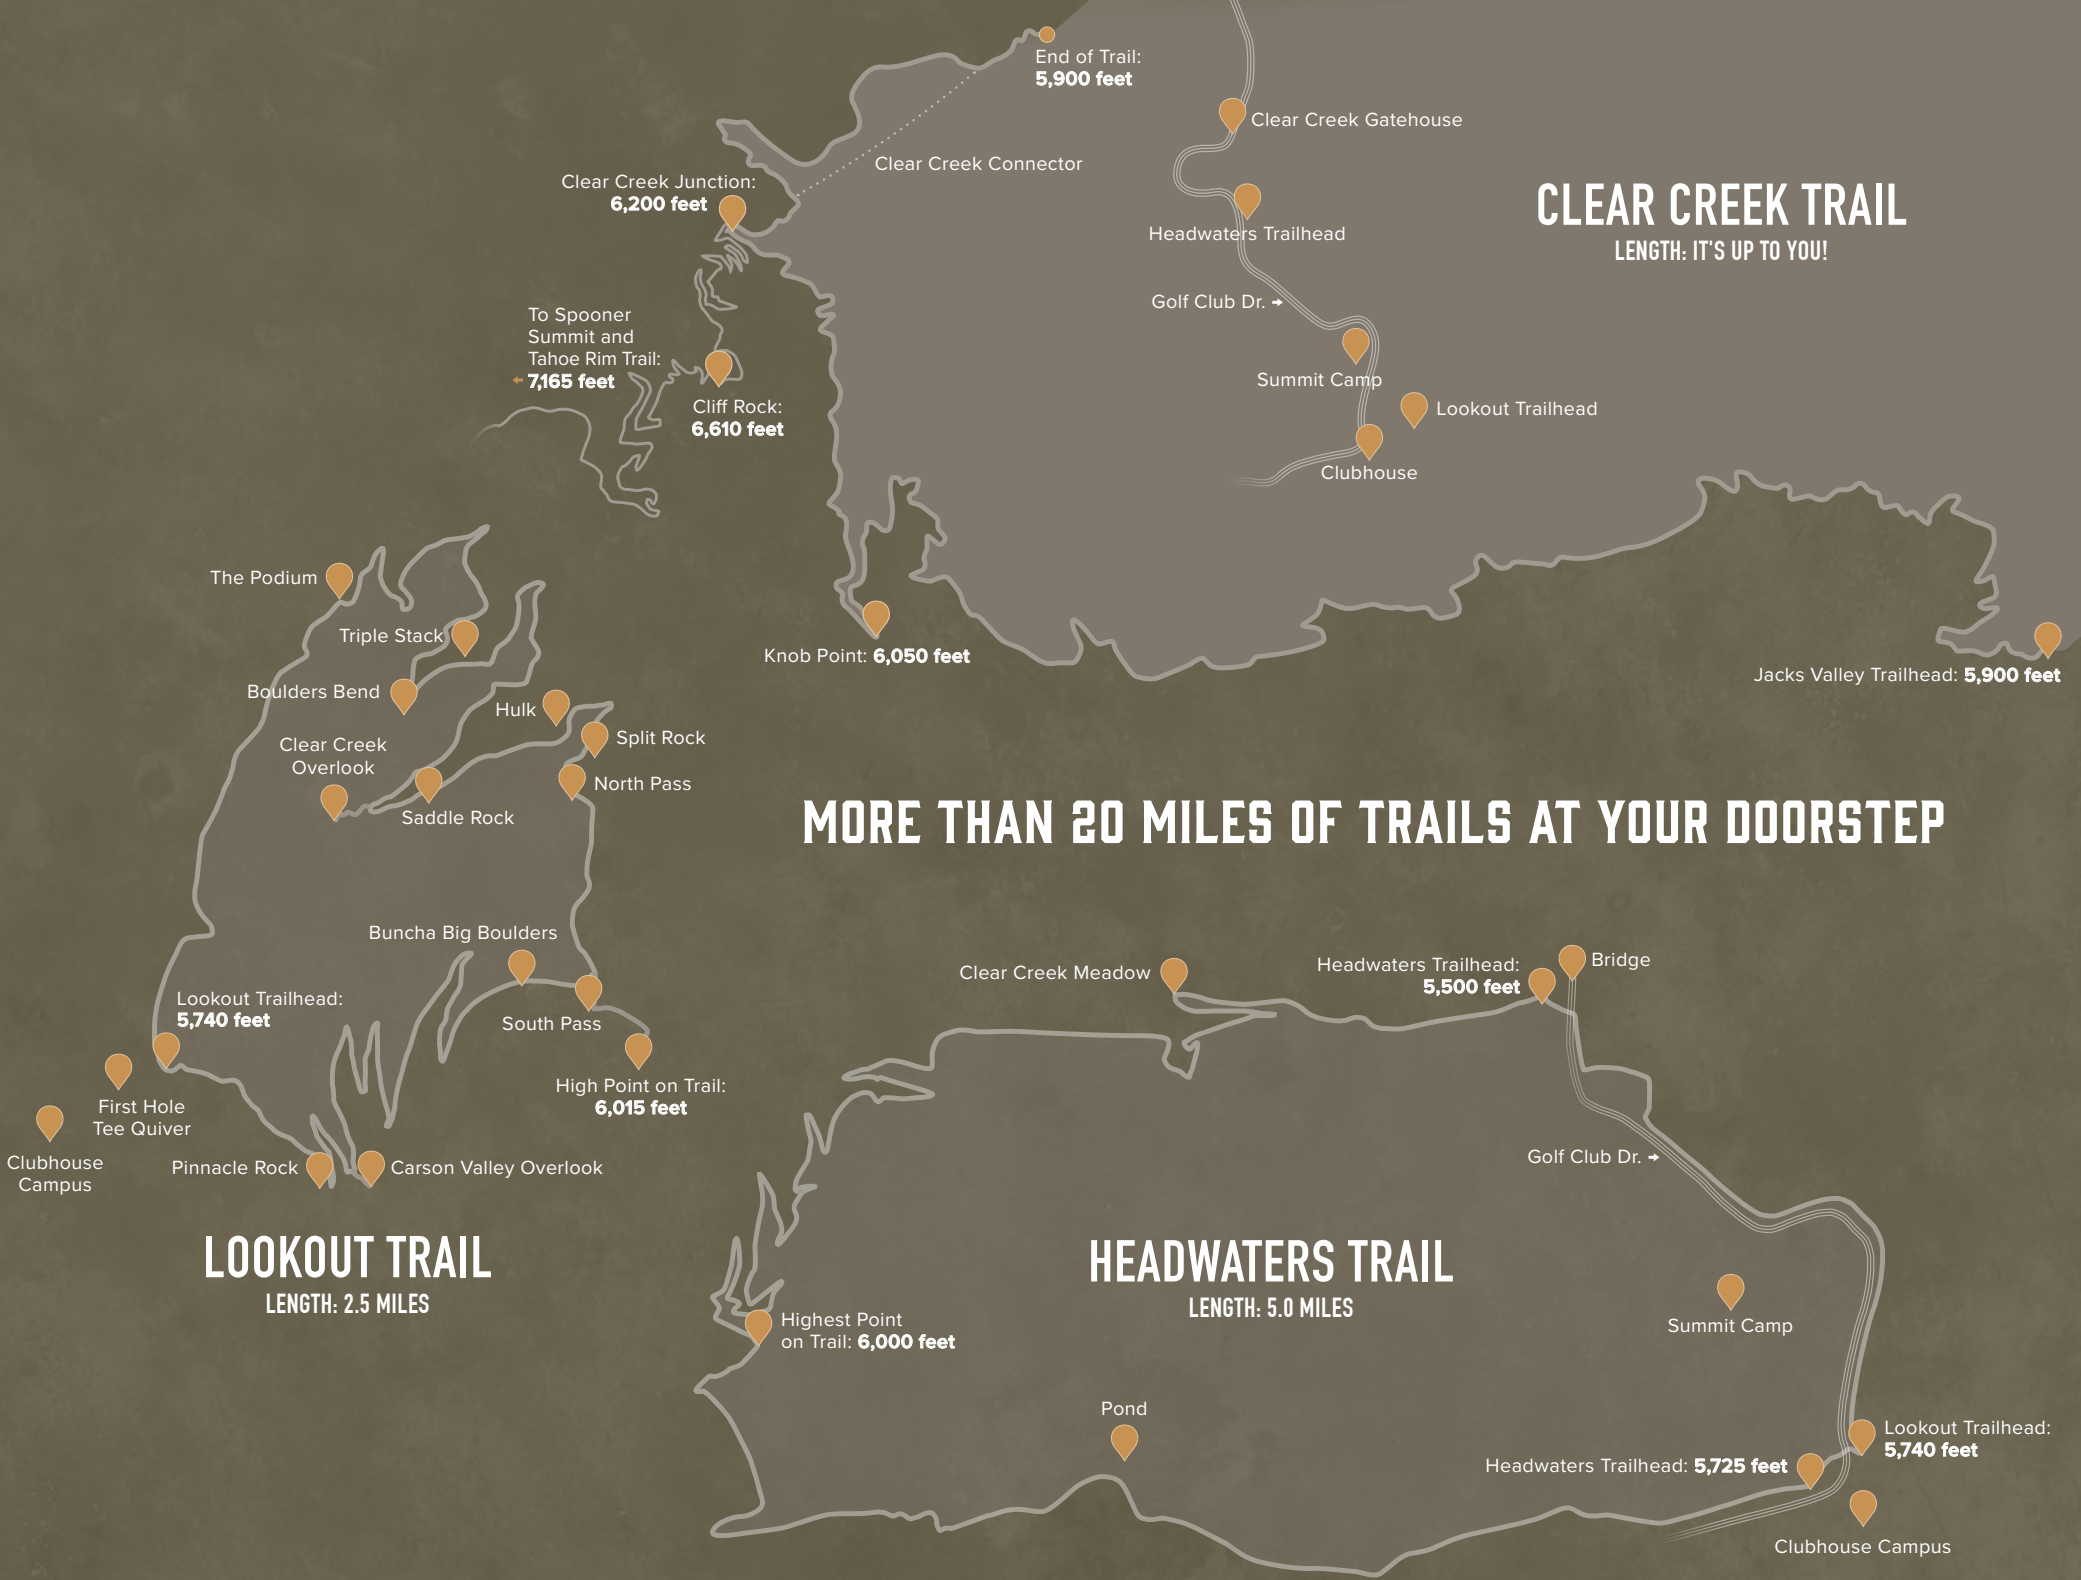 End of Trail:
5,900 feet
Clear Creek Gatehouse
Clear Creek Connector
Clear Creek Junction:
6,200 feet
Headwaters Trailhead
CLEAR CREEK TRAIL
LENGTH: IT'S UP TO YOU!
Golf Club Dr.
To Spooner
Summit and
Tahoe Rim Trail:
7,165 feet
Cliff Rock:
6,610 feet
Summit Camp
Lookout Trailhead
Clubhouse
Knob Point: 6,050 feet
Jacks Valley Trailhead: 5,900 feet
The Podium
Triple Stack
Boulders Bend
Hulk
Split Rock
Clear Creek
Overlook
North Pass
Saddle Rock
MORE THAN 20 MILES OF TRAILS AT YOUR DOORSTEP
Buncha Big Boulders
Lookout Trailhead:
5,740 feet
South Pass
High Point on Trail:
6,015 feet
First Hole
Tee Quiver
Clubhouse
Campus
Pinnacle Rock
Carson Valley Overlook
LOOKOUT TRAIL
LENGTH: 2.5 MILES
Clear Creek Meadow
Headwaters Trailhead:
5,500 feet
Bridge
Golf Club Dr.
HEADWATERS TRAIL
LENGTH: 5.0 MILES
Highest Point
on Trail: 6,000 feet
Summit Camp
Pond
Lookout Trailhead:
5,740 feet
Headwaters Trailhead: 5,725 feet
Clubhouse Campus